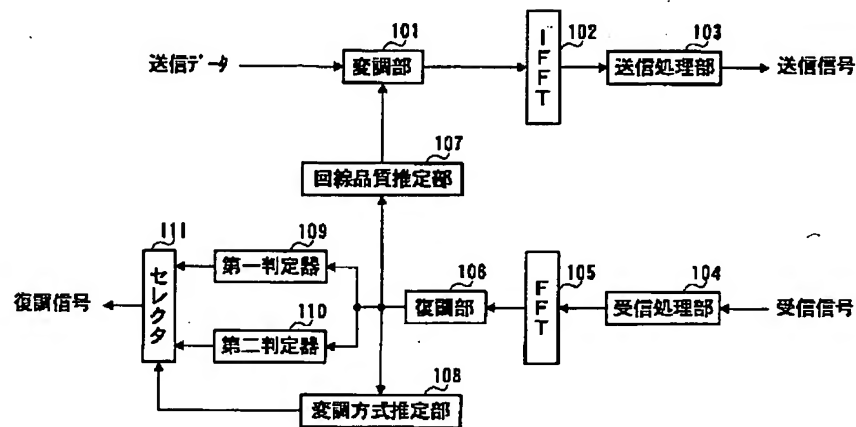 101
102
103
送信データ
変調部
IFFT
送信処理部
送信信号
107
回線品質推定部
111
109
106
105
104
セレクタ
第一判定器
復調信号
110
第二判定器
復調部
FFT
受信処理部
受信信号
108
変調方式推定部